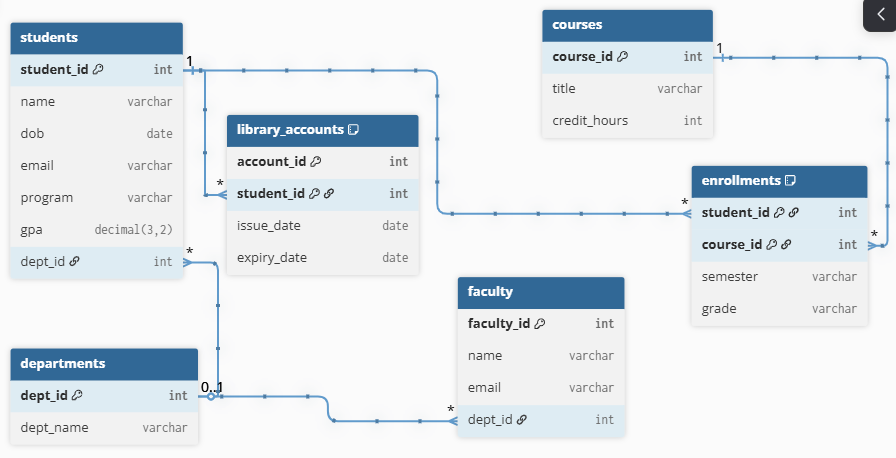 students
student_id int
name varchar
dob date
email varchar
program varchar
gpa decimal(3,2)
dept_id int
1
*
library_accounts
account_id int
student_id int
issue_date date
expiry_date date
*
courses
course_id int
title varchar
credit_hours int
1
enrollments
student_id int
course_id int
semester varchar
grade varchar
*
*
faculty
faculty_id int
name varchar
email varchar
dept_id int
*
departments
dept_id int
dept_name varchar
0..1